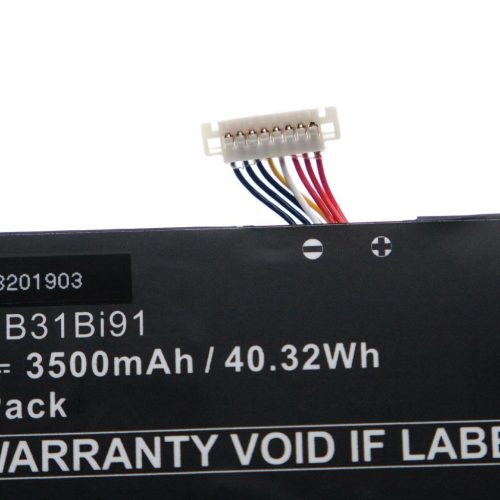 3201903
B31Bi91
= 3500mAh / 40.32Wh
Pack
WARRANTY VOID IF LABE